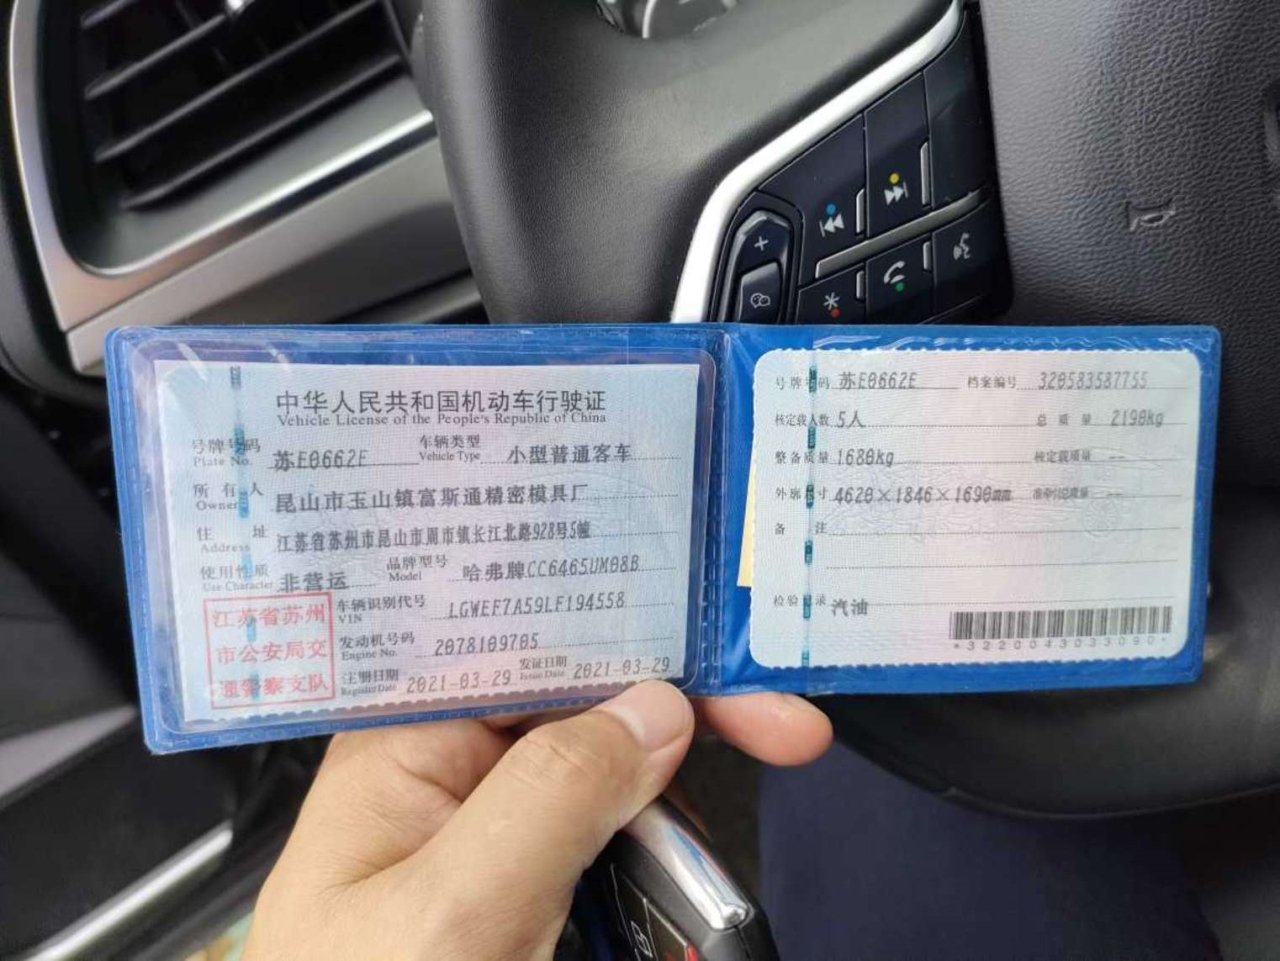 中华人民共和国机动车行驶证
Vehicle License of the People's Republic of China
号牌号码 苏E0662E 车辆类型 小型普通客车
Plate No. Vehicle Type
所有人 昆山市玉山镇富斯通精密模具厂
Owner
住址 江苏省苏州市昆山市周市镇长江北路928号5幢
Address
使用性质 非营运 品牌型号 哈弗牌CC6465UM08B
Use Character Model
车辆识别代号 LGWEF7A59LF194558
VIN
发动机号码 2078109705
Engine No.
注册日期 2021-03-29 发证日期 2021-03-29
Register Date Issue Date
江苏省苏州
市公安局交
通警察支队
号牌号码 苏E0662E 档案编号 320583587755
核定载人数 5人 总质量 2190kg
整备质量 1680kg 核定载质量 --
外廓尺寸 4620×1846×1690mm 准牵引总质量 --
备注
检验记录 汽油
*3220043033090*